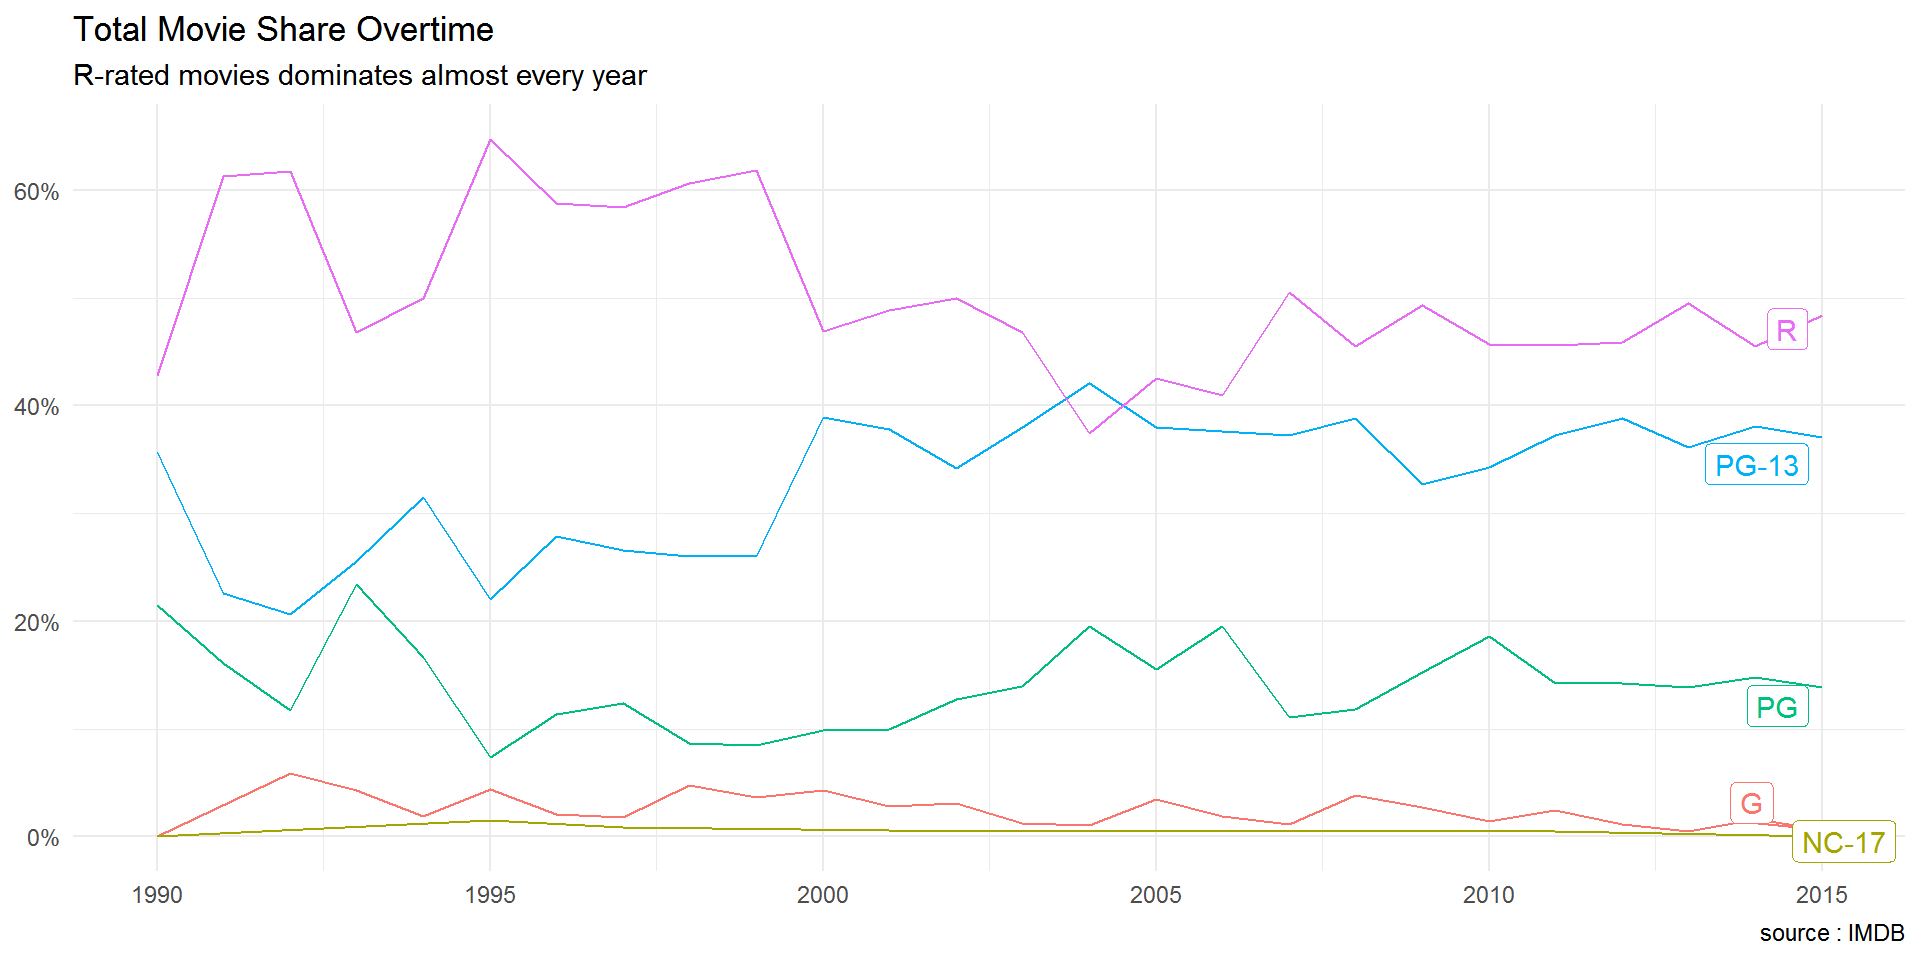 Total Movie Share Overtime
R-rated movies dominates almost every year
60%
40%
20%
0%
R
PG-13
PG
G
NC-17
1990 1995 2000 2005 2010 2015
source : IMDB